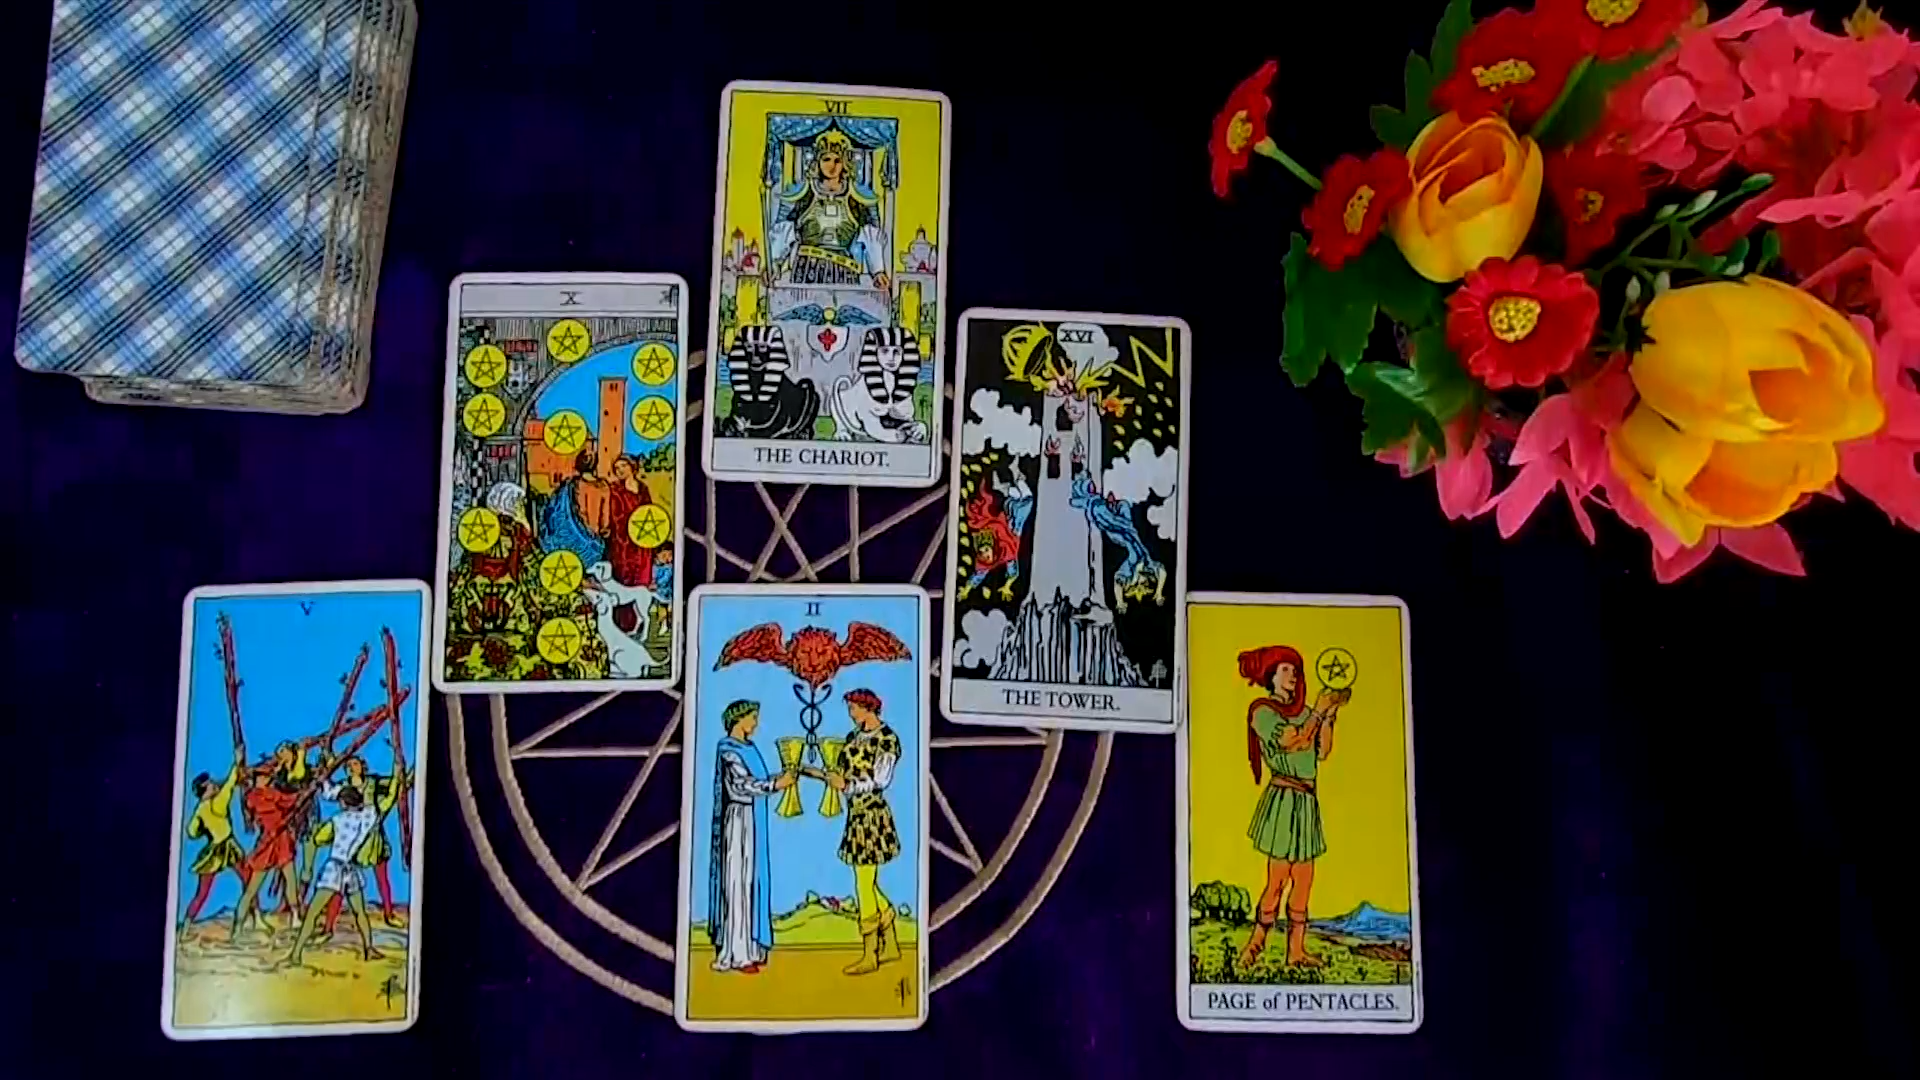 VII
THE CHARIOT.
X
XVI
THE TOWER.
V
II
PAGE of PENTACLES.